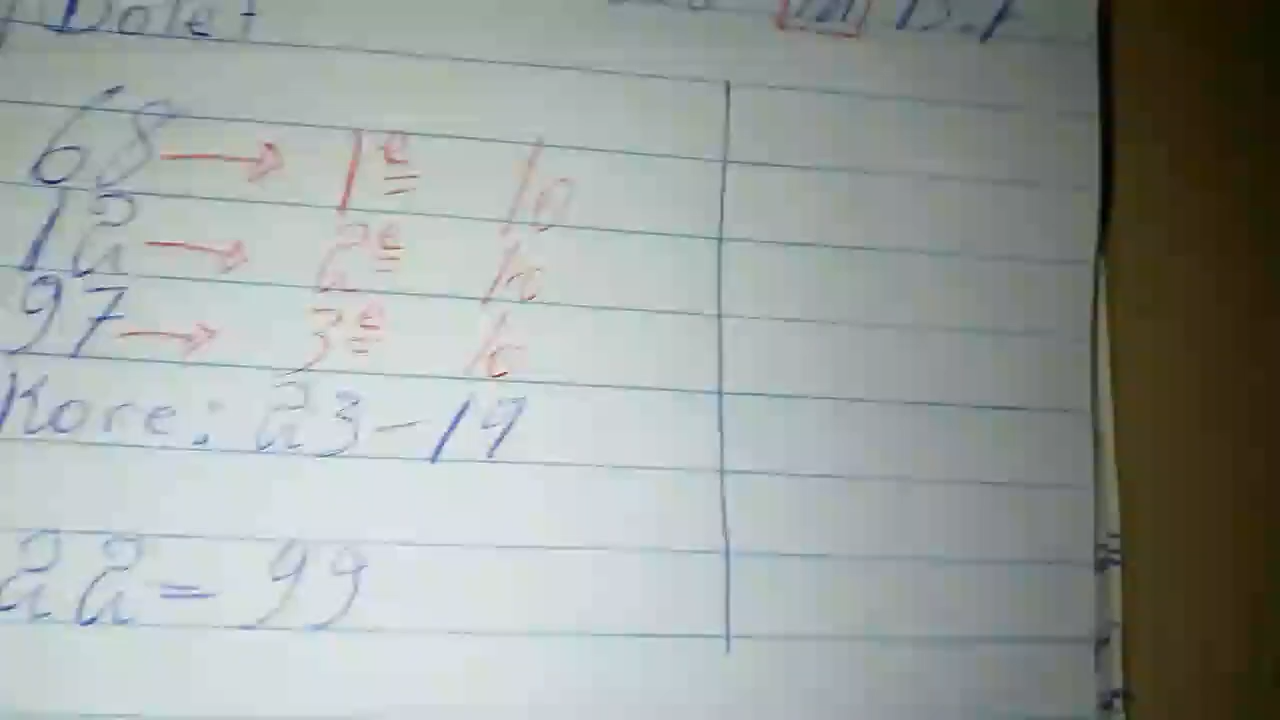 68 → 1e lo
12 → 2e lo
97 → 3e lo
Kore: 23-19
22 = 99